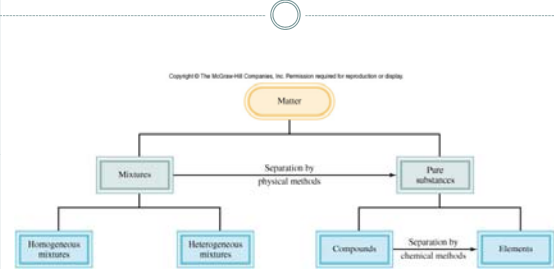 Copyright © The McGraw-Hill Companies, Inc. Permission required for reproduction or display.
Matter
Mixtures
Separation by
physical methods
Pure
substances
Homogeneous
mixtures
Heterogeneous
mixtures
Compounds
Separation by
chemical methods
Elements